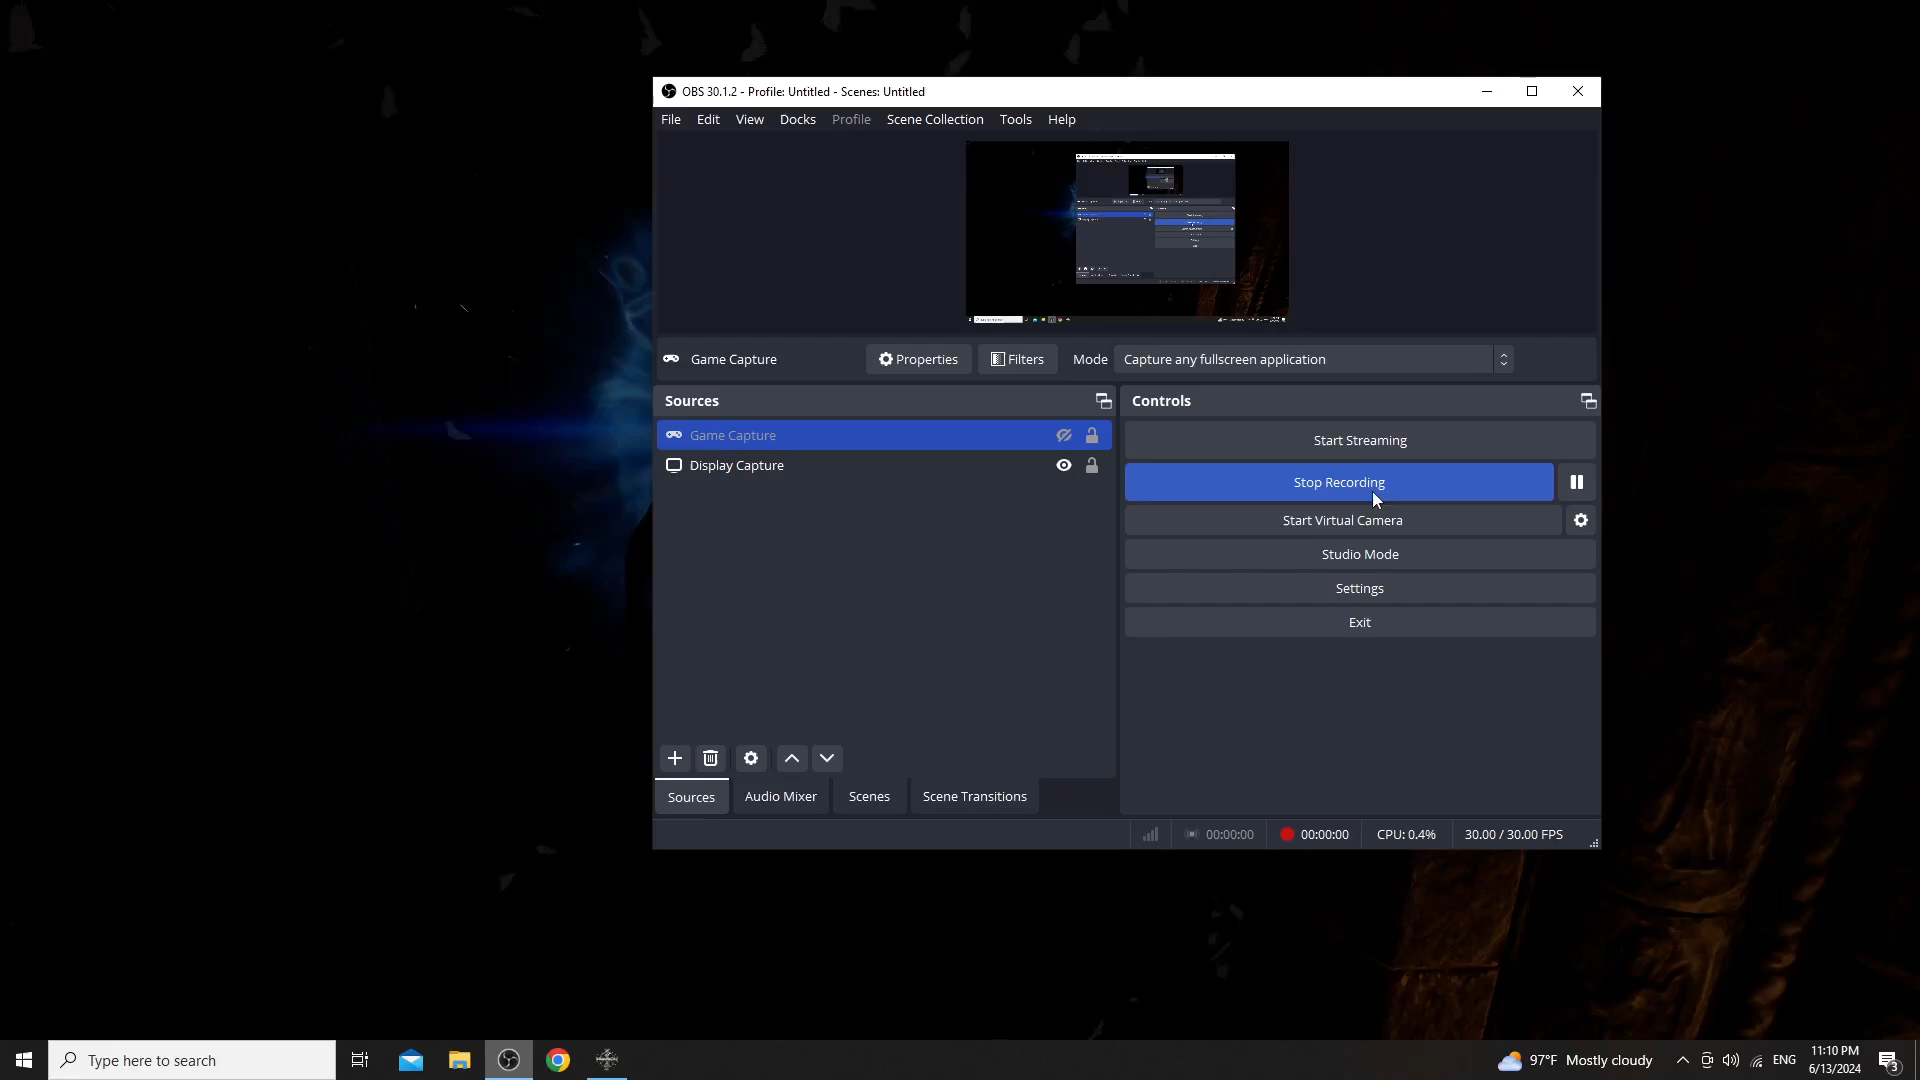 OBS 30.1.2 - Profile: Untitled - Scenes: Untitled
File Edit View Docks Profile Scene Collection Tools Help
Game Capture Properties Filters Mode Capture any fullscreen application
Sources
Controls
Game Capture
Display Capture
Start Streaming
Stop Recording
Start Virtual Camera
Studio Mode
Settings
Exit
Sources Audio Mixer Scenes Scene Transitions
00:00:00 00:00:00 CPU: 0.4% 30.00 / 30.00 FPS
Type here to search
97°F Mostly cloudy
ENG
11:10 PM
6/13/2024
3